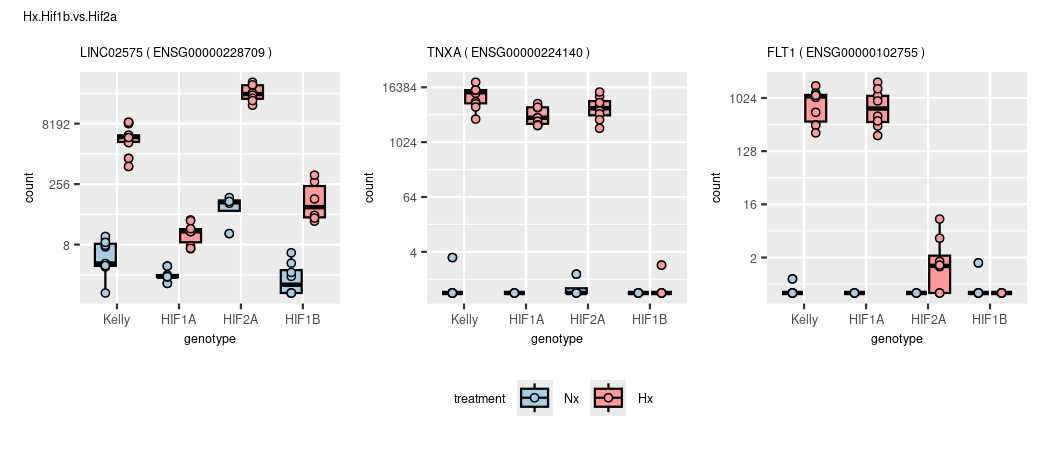 Hx.Hif1b.vs.Hif2a
LINC02575 ( ENSG00000228709 )
count
8192
256
8
Kelly HIF1A HIF2A HIF1B
genotype
TNXA ( ENSG00000224140 )
count
16384
1024
64
4
Kelly HIF1A HIF2A HIF1B
genotype
FLT1 ( ENSG00000102755 )
count
1024
128
16
2
Kelly HIF1A HIF2A HIF1B
genotype
treatment Nx Hx